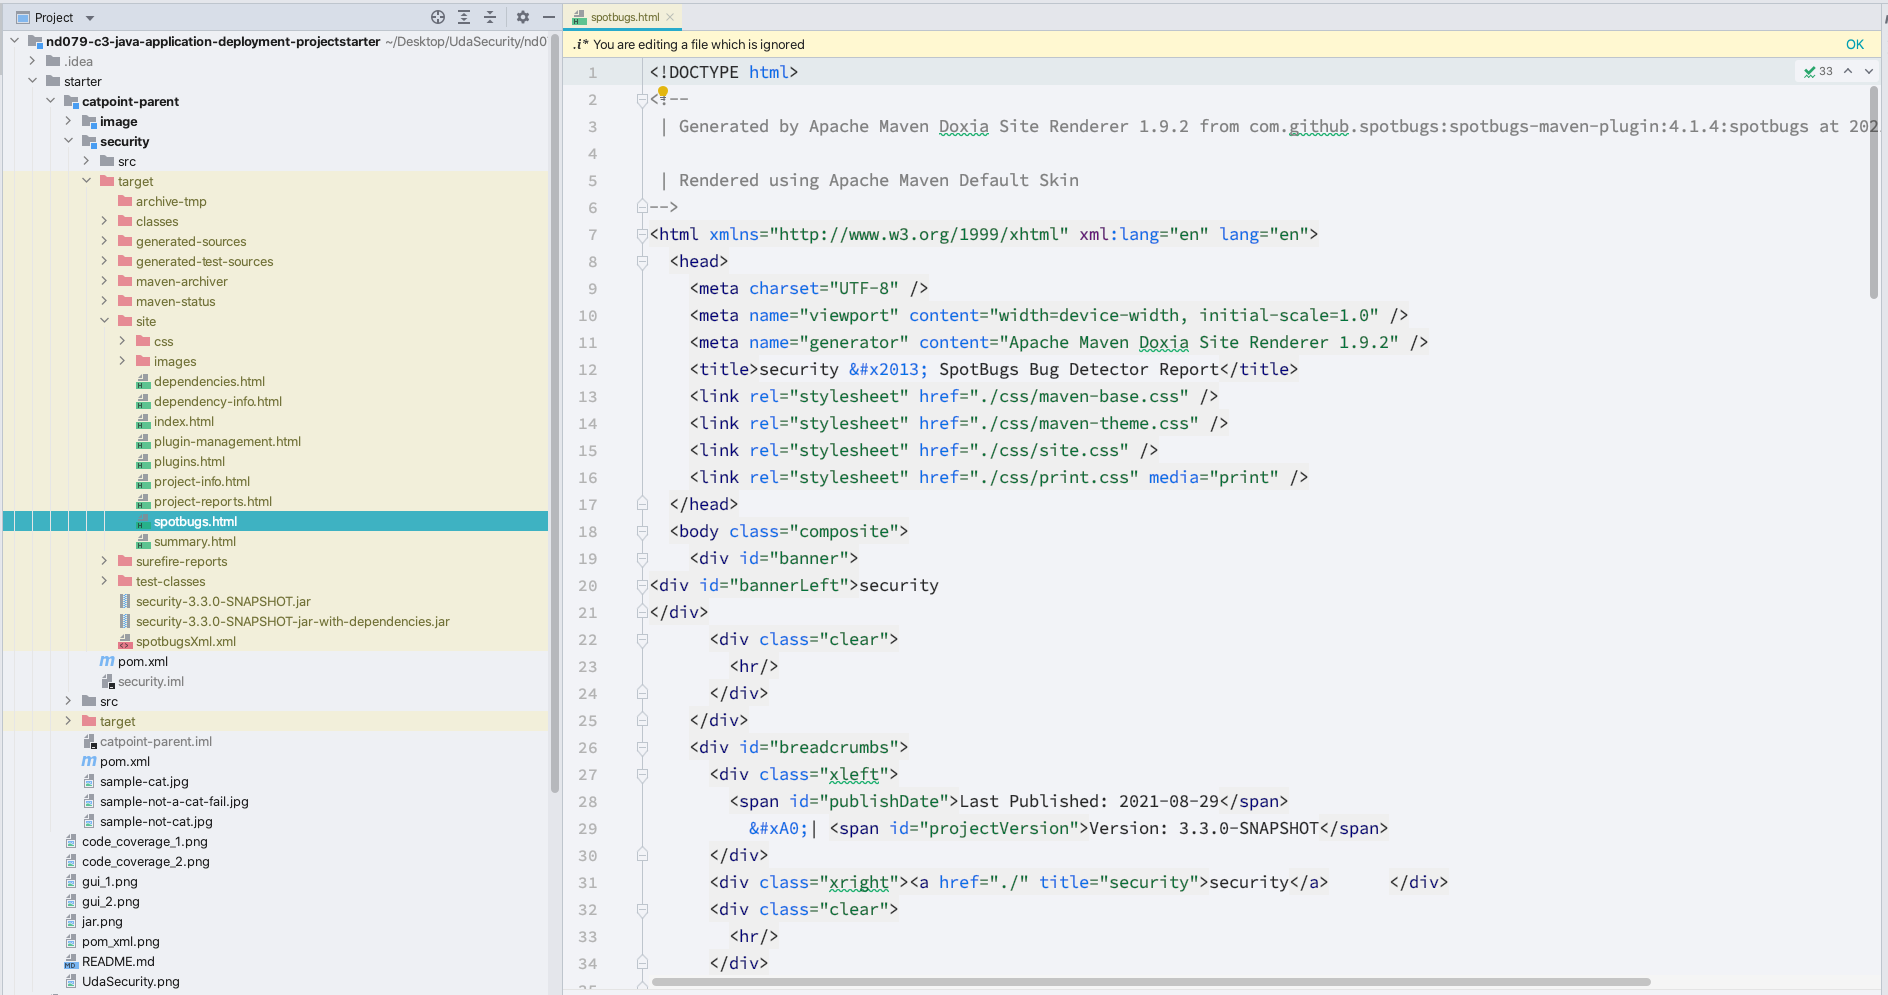 Project
nd079-c3-java-application-deployment-projectstarter ~/Desktop/UdaSecurity/nd07
.idea
starter
catpoint-parent
image
security
src
target
archive-tmp
classes
generated-sources
generated-test-sources
maven-archiver
maven-status
site
css
images
dependencies.html
dependency-info.html
index.html
plugin-management.html
plugins.html
project-info.html
project-reports.html
spotbugs.html
summary.html
surefire-reports
test-classes
security-3.3.0-SNAPSHOT.jar
security-3.3.0-SNAPSHOT-jar-with-dependencies.jar
spotbugsXml.xml
pom.xml
security.iml
src
target
catpoint-parent.iml
pom.xml
sample-cat.jpg
sample-not-a-cat-fail.jpg
sample-not-cat.jpg
code_coverage_1.png
code_coverage_2.png
gui_1.png
gui_2.png
jar.png
pom_xml.png
README.md
UdaSecurity.png
spotbugs.html
.i* You are editing a file which is ignored OK
33
1 <!DOCTYPE html>
2 <!--
3 | Generated by Apache Maven Doxia Site Renderer 1.9.2 from com.github.spotbugs:spotbugs-maven-plugin:4.1.4:spotbugs at 202
4
5 | Rendered using Apache Maven Default Skin
6 -->
7 <html xmlns="http://www.w3.org/1999/xhtml" xml:lang="en" lang="en">
8 <head>
9 <meta charset="UTF-8" />
10 <meta name="viewport" content="width=device-width, initial-scale=1.0" />
11 <meta name="generator" content="Apache Maven Doxia Site Renderer 1.9.2" />
12 <title>security &#x2013; SpotBugs Bug Detector Report</title>
13 <link rel="stylesheet" href="./css/maven-base.css" />
14 <link rel="stylesheet" href="./css/maven-theme.css" />
15 <link rel="stylesheet" href="./css/site.css" />
16 <link rel="stylesheet" href="./css/print.css" media="print" />
17 </head>
18 <body class="composite">
19 <div id="banner">
20 <div id="bannerLeft">security
21 </div>
22 <div class="clear">
23 <hr/>
24 </div>
25 </div>
26 <div id="breadcrumbs">
27 <div class="xleft">
28 <span id="publishDate">Last Published: 2021-08-29</span>
29 &#xA0;| <span id="projectVersion">Version: 3.3.0-SNAPSHOT</span>
30 </div>
31 <div class="xright"><a href="./" title="security">security</a> </div>
32 <div class="clear">
33 <hr/>
34 </div>